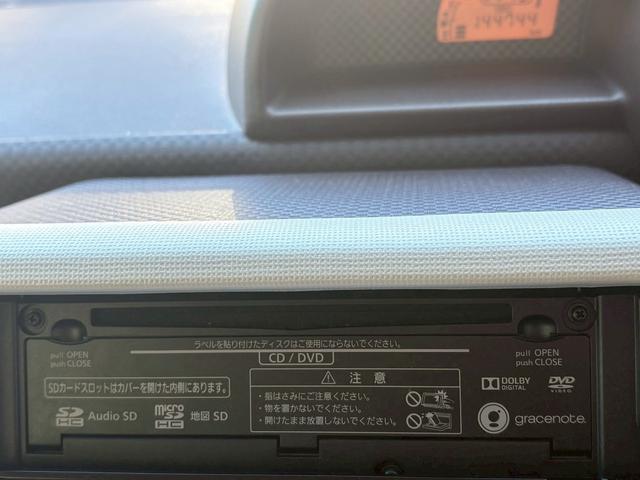 144744
ラベルを貼り付けたディスクはご使用にならないでください。
CD / DVD
pull OPEN
push CLOSE
pull OPEN
push CLOSE
SDカードスロットはカバーを開けた内側にあります。
⚠ 注 意
・指はさみにご注意ください。
・物を置かないでください。
・開けたまま放置しないでください。
SD HC Audio SD
micro SD HC 地図 SD
DOLBY DIGITAL
DVD VIDEO
gracenote.